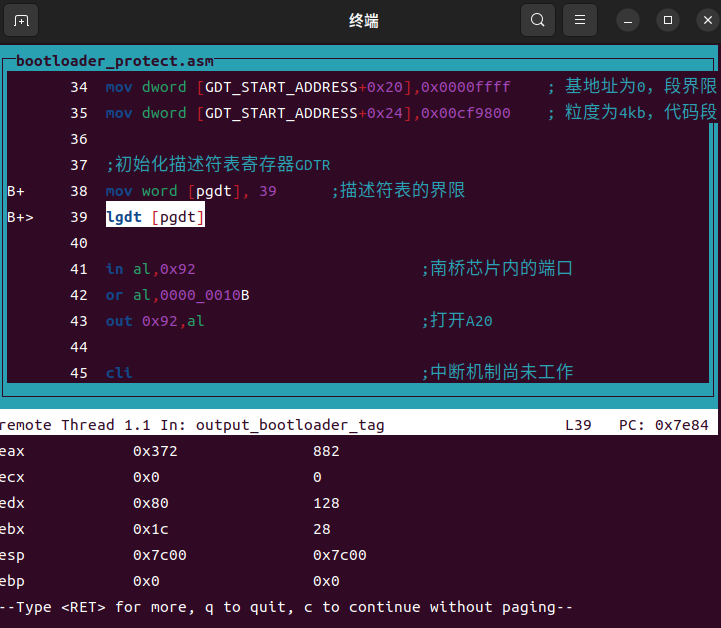 终端
bootloader_protect.asm
34 mov dword [GDT_START_ADDRESS+0x20],0x0000ffff ; 基地址为0，段界限
35 mov dword [GDT_START_ADDRESS+0x24],0x00cf9800 ; 粒度为4kb，代码段
36
37 ;初始化描述符表寄存器GDTR
B+ 38 mov word [pgdt], 39 ;描述符表的界限
B+> 39 lgdt [pgdt]
40
41 in al,0x92 ;南桥芯片内的端口
42 or al,0000_0010B
43 out 0x92,al ;打开A20
44
45 cli ;中断机制尚未工作
remote Thread 1.1 In: output_bootloader_tag L39 PC: 0x7e84
eax 0x372 882
ecx 0x0 0
edx 0x80 128
ebx 0x1c 28
esp 0x7c00 0x7c00
ebp 0x0 0x0
--Type <RET> for more, q to quit, c to continue without paging--